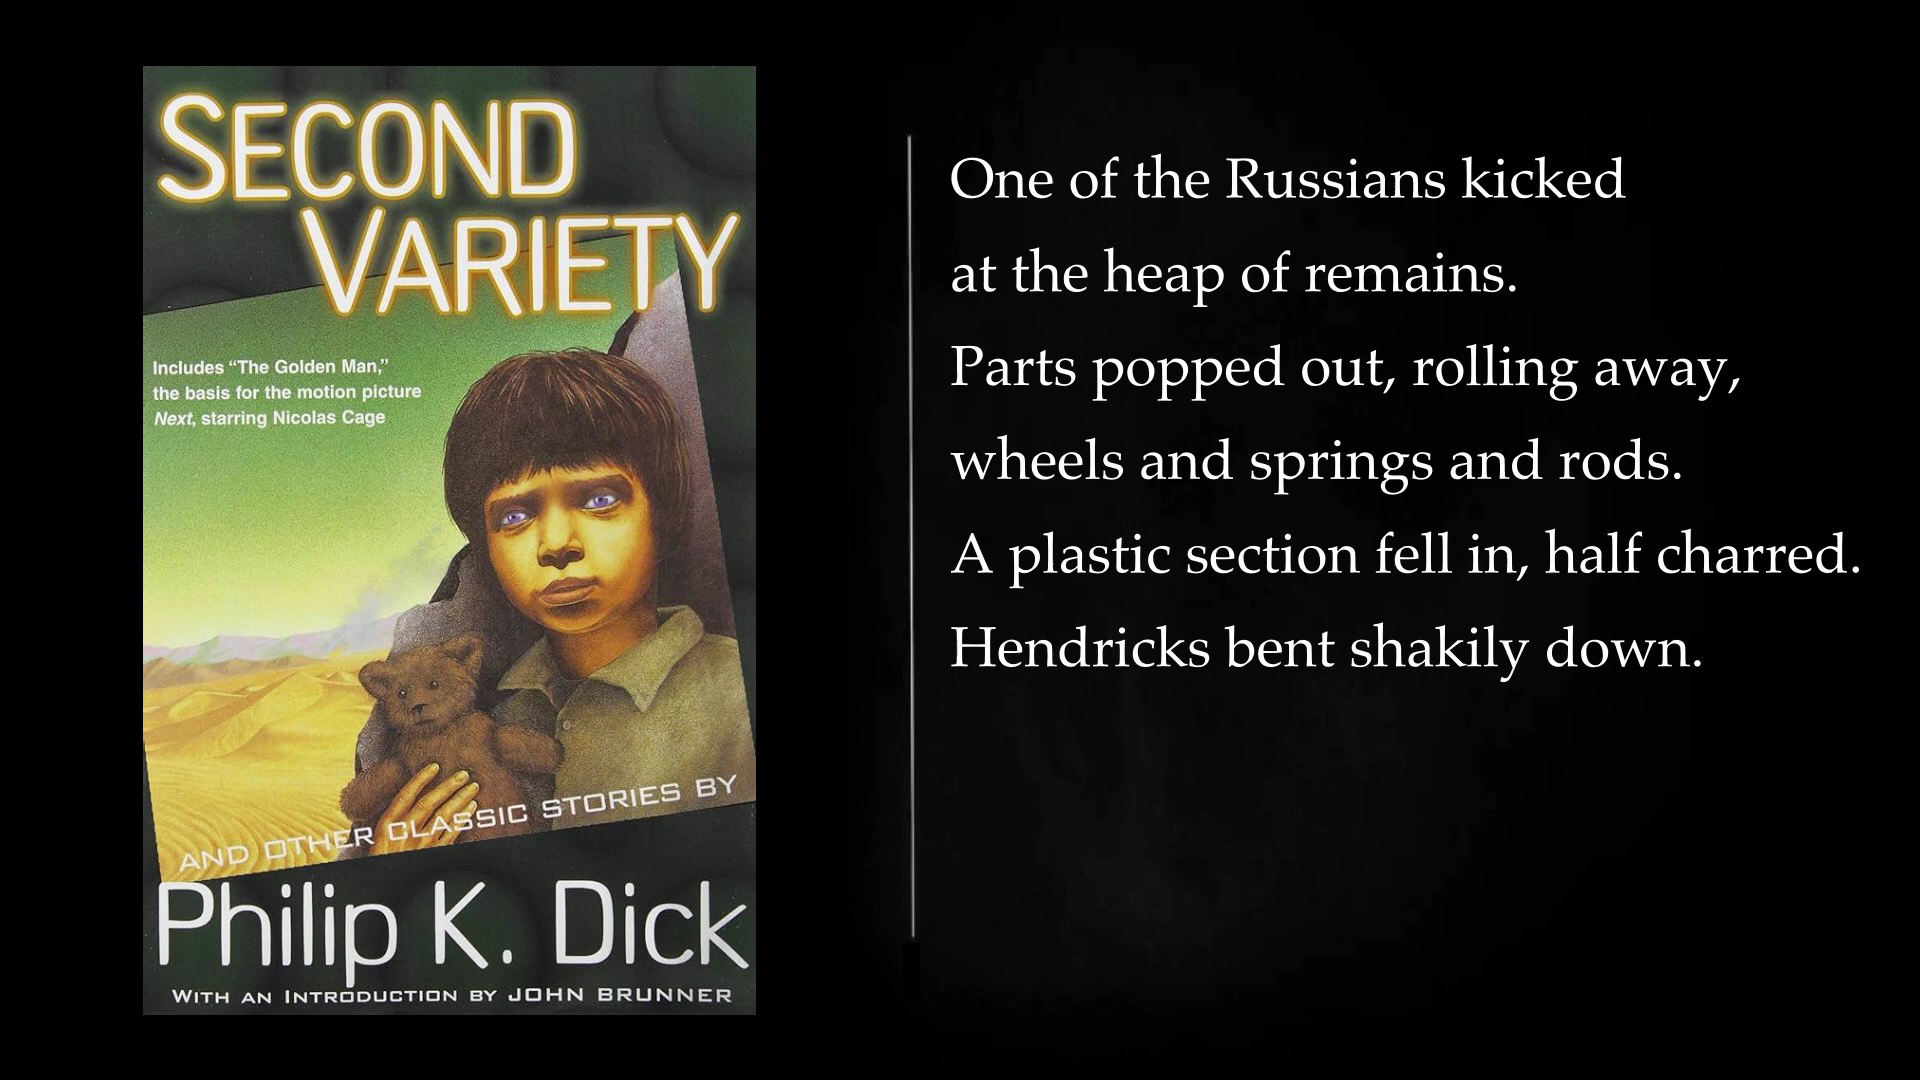 SECOND
VARIETY
Includes “The Golden Man,”
the basis for the motion picture
Next, starring Nicolas Cage
AND OTHER CLASSIC STORIES BY
Philip K. Dick
WITH AN INTRODUCTION BY JOHN BRUNNER
One of the Russians kicked
at the heap of remains.
Parts popped out, rolling away,
wheels and springs and rods.
A plastic section fell in, half charred.
Hendricks bent shakily down.